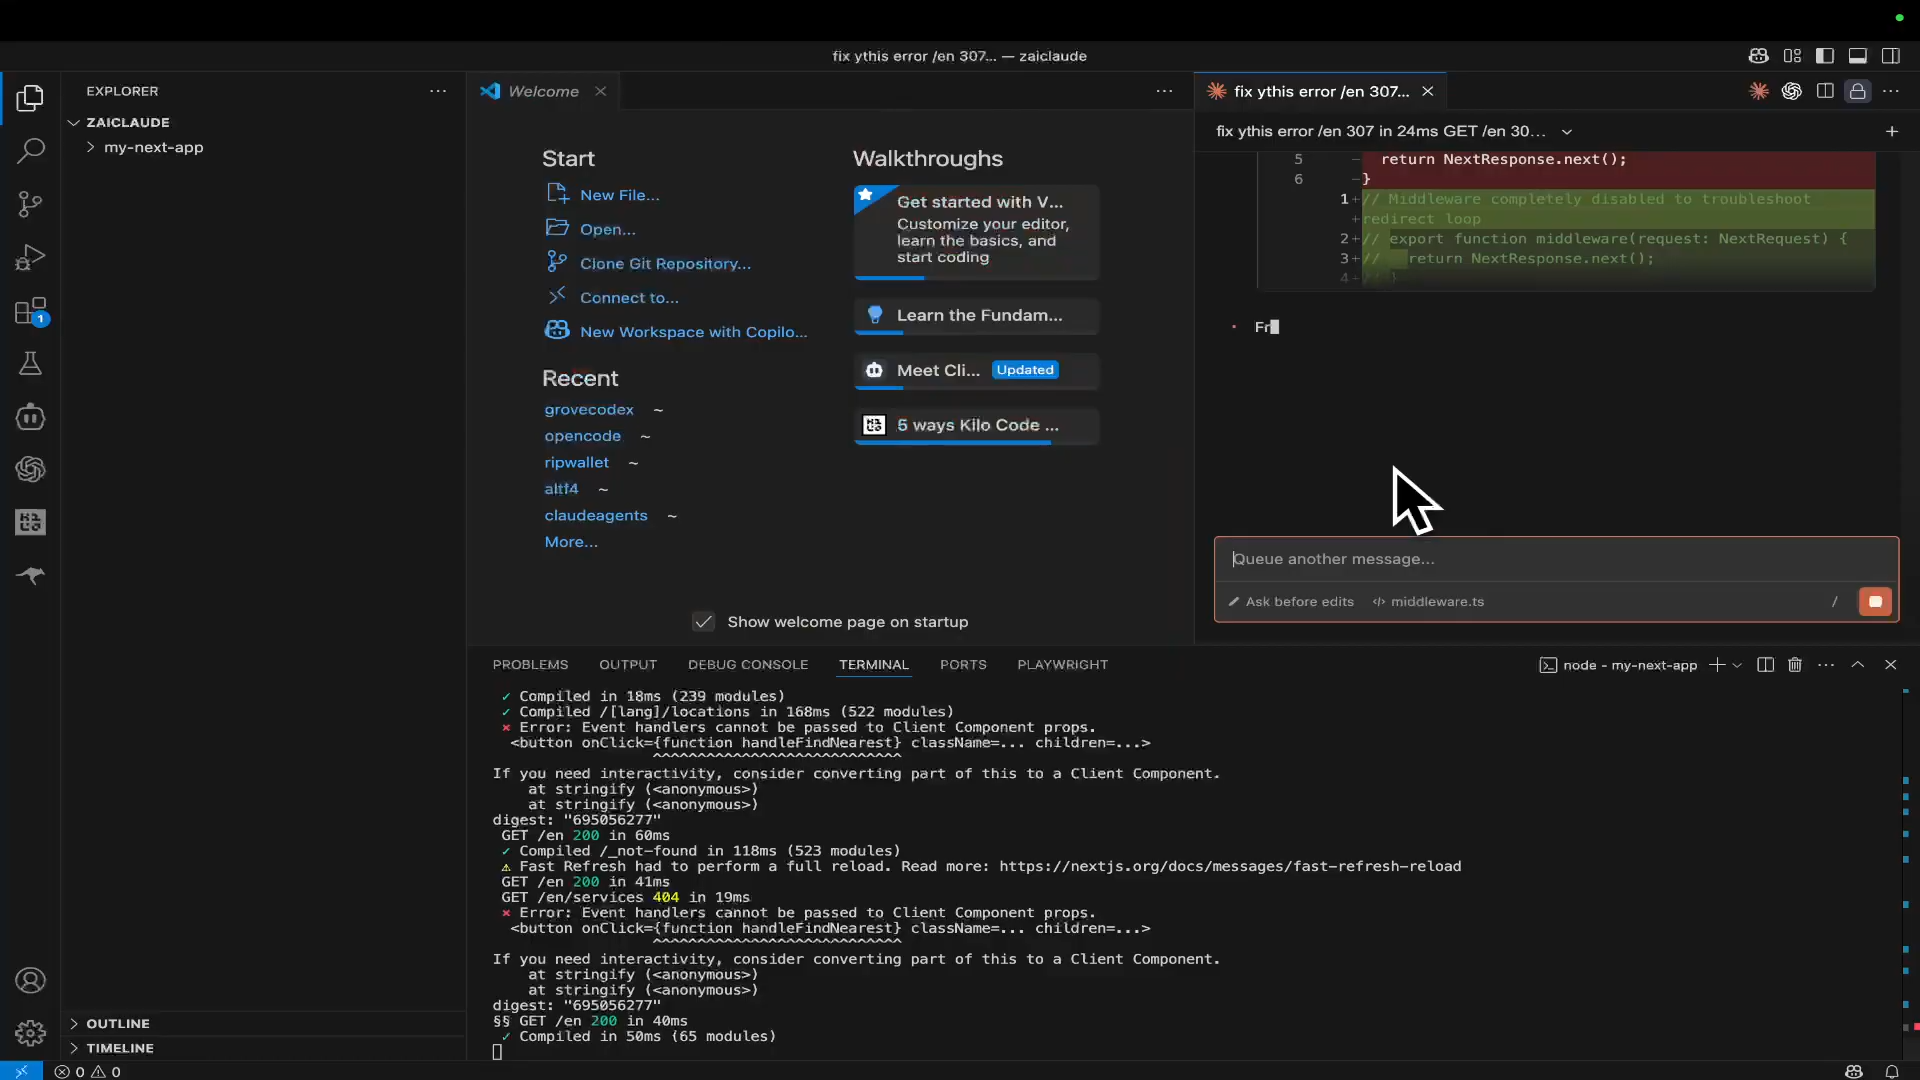 fix ythis error /en 307... — zaiclaude
EXPLORER
ZAICLAUDE
my-next-app
OUTLINE
TIMELINE
1
0 0
Welcome
Start
New File...
Open...
Clone Git Repository...
Connect to...
New Workspace with Copilo...
Recent
grovecodex ~
opencode ~
ripwallet ~
altf4 ~
claudeagents ~
More...
Walkthroughs
Get started with V...
Customize your editor,
learn the basics, and
start coding
Learn the Fundam...
Meet Cli... Updated
5 ways Kilo Code ...
Show welcome page on startup
fix ythis error /en 307...
fix ythis error /en 307 in 24ms GET /en 30...
5 - return NextResponse.next();
6 -}
1+// Middleware completely disabled to troubleshoot
+redirect loop
2+// export function middleware(request: NextRequest) {
3+//   return NextResponse.next();
4+// }
Fr
Queue another message...
Ask before edits </> middleware.ts /
PROBLEMS OUTPUT DEBUG CONSOLE TERMINAL PORTS PLAYWRIGHT
node - my-next-app
✓ Compiled in 18ms (239 modules)
✓ Compiled /[lang]/locations in 168ms (522 modules)
× Error: Event handlers cannot be passed to Client Component props.
<button onClick={function handleFindNearest} className=... children=...>
^^^^^^^^^^^^^^^^^^^^^^^^^^^^
If you need interactivity, consider converting part of this to a Client Component.
at stringify (<anonymous>)
at stringify (<anonymous>)
digest: "695056277"
GET /en 200 in 60ms
✓ Compiled /_not-found in 118ms (523 modules)
⚠ Fast Refresh had to perform a full reload. Read more: https://nextjs.org/docs/messages/fast-refresh-reload
GET /en 200 in 41ms
GET /en/services 404 in 19ms
× Error: Event handlers cannot be passed to Client Component props.
<button onClick={function handleFindNearest} className=... children=...>
^^^^^^^^^^^^^^^^^^^^^^^^^^^^
If you need interactivity, consider converting part of this to a Client Component.
at stringify (<anonymous>)
at stringify (<anonymous>)
digest: "695056277"
§§ GET /en 200 in 40ms
✓ Compiled in 50ms (65 modules)